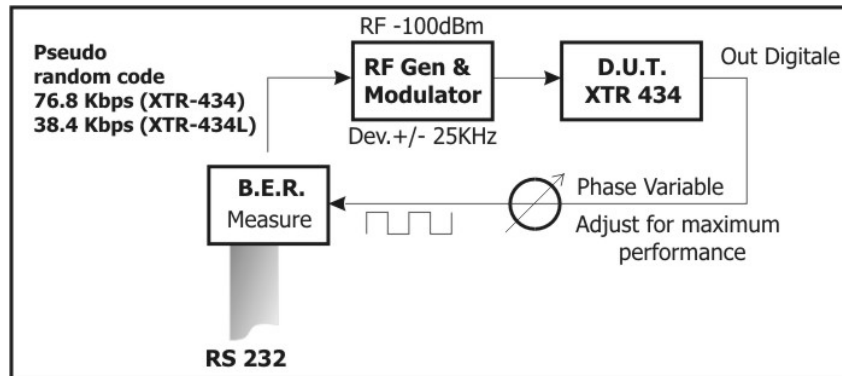 Pseudo
random code
76.8 Kbps (XTR-434)
38.4 Kbps (XTR-434L)
RF -100dBm
RF Gen &
Modulator
Dev.+/- 25KHz
D.U.T.
XTR 434
Out Digitale
B.E.R.
Measure
Phase Variable
Adjust for maximum
performance
RS 232